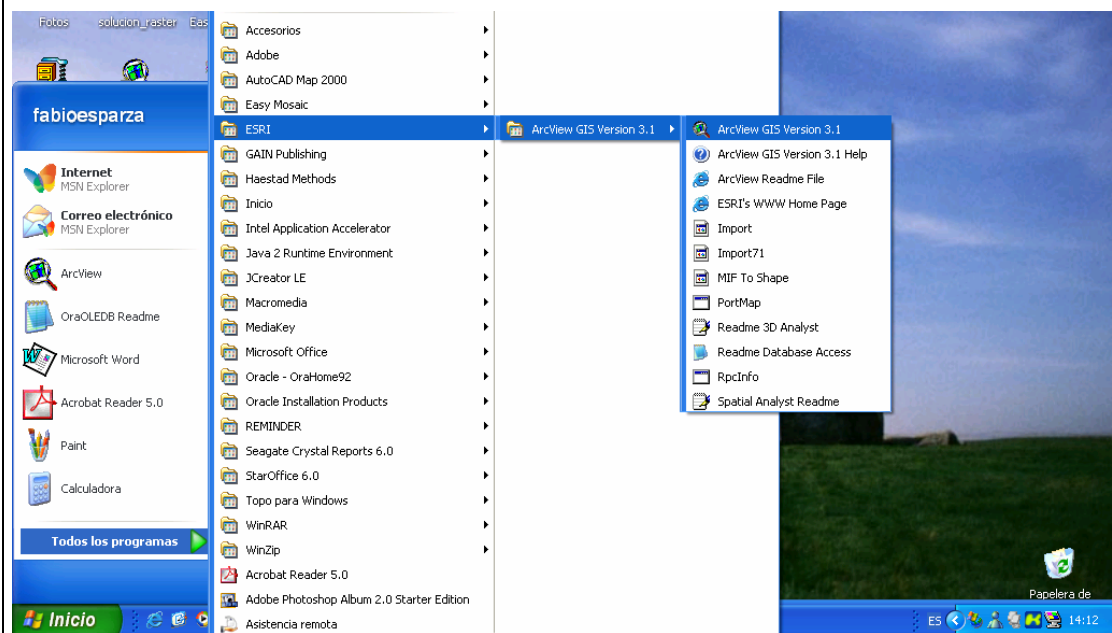 Fotos
solucion_raster
Eas
fabioesparza
Internet
MSN Explorer
Correo electrónico
MSN Explorer
ArcView
OraOLEDB Readme
Microsoft Word
Acrobat Reader 5.0
Paint
Calculadora
Todos los programas
Inicio
Accesorios
Adobe
AutoCAD Map 2000
Easy Mosaic
ESRI
GAIN Publishing
Haestad Methods
Inicio
Intel Application Accelerator
Java 2 Runtime Environment
JCreator LE
Macromedia
MediaKey
Microsoft Office
Oracle - OraHome92
Oracle Installation Products
REMINDER
Seagate Crystal Reports 6.0
StarOffice 6.0
Topo para Windows
WinRAR
WinZip
Acrobat Reader 5.0
Adobe Photoshop Album 2.0 Starter Edition
Asistencia remota
ArcView GIS Version 3.1
ArcView GIS Version 3.1
ArcView GIS Version 3.1 Help
ArcView Readme File
ESRI's WWW Home Page
Import
Import71
MIF To Shape
PortMap
Readme 3D Analyst
Readme Database Access
RpcInfo
Spatial Analyst Readme
Papelera de
ES
14:12